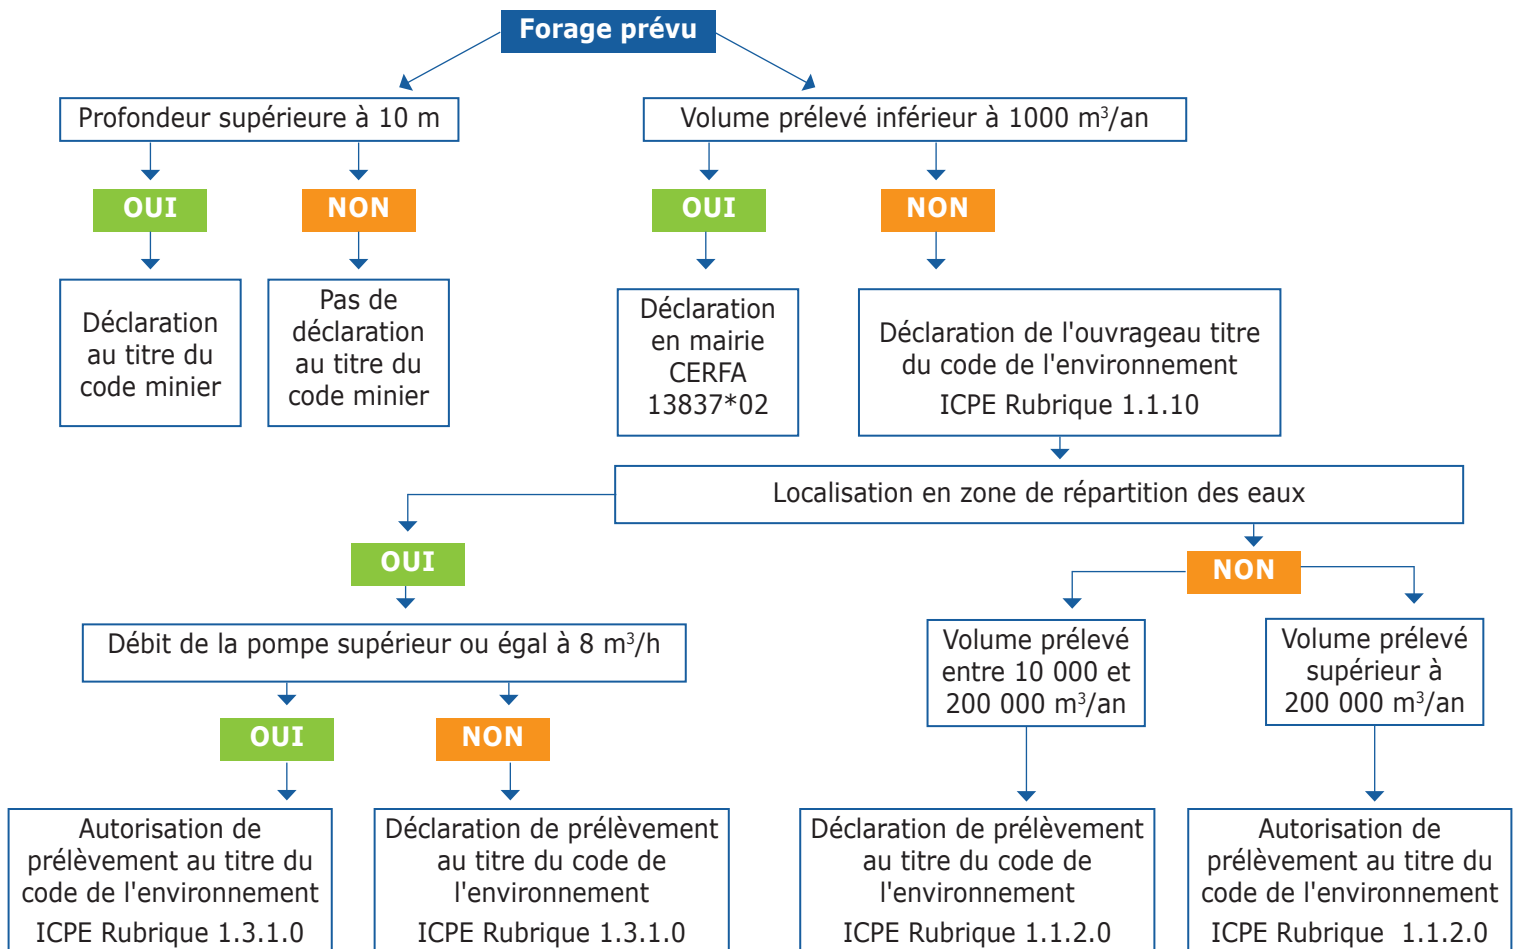 Forage prévu
Profondeur supérieure à 10 m
Volume prélevé inférieur à 1000 m³/an
OUI
NON
OUI
NON
Déclaration
au titre du
code minier
Pas de
déclaration
au titre du
code minier
Déclaration
en mairie
CERFA
13837*02
Déclaration de l'ouvrageau titre
du code de l'environnement
ICPE Rubrique 1.1.10
Localisation en zone de répartition des eaux
OUI
NON
Débit de la pompe supérieur ou égal à 8 m³/h
Volume prélevé
entre 10 000 et
200 000 m³/an
Volume prélevé
supérieur à
200 000 m³/an
OUI
NON
Autorisation de
prélèvement au titre du
code de l'environnement
ICPE Rubrique 1.3.1.0
Déclaration de prélèvement
au titre du code de
l'environnement
ICPE Rubrique 1.3.1.0
Déclaration de prélèvement
au titre du code de
l'environnement
ICPE Rubrique 1.1.2.0
Autorisation de
prélèvement au titre du
code de l'environnement
ICPE Rubrique 1.1.2.0